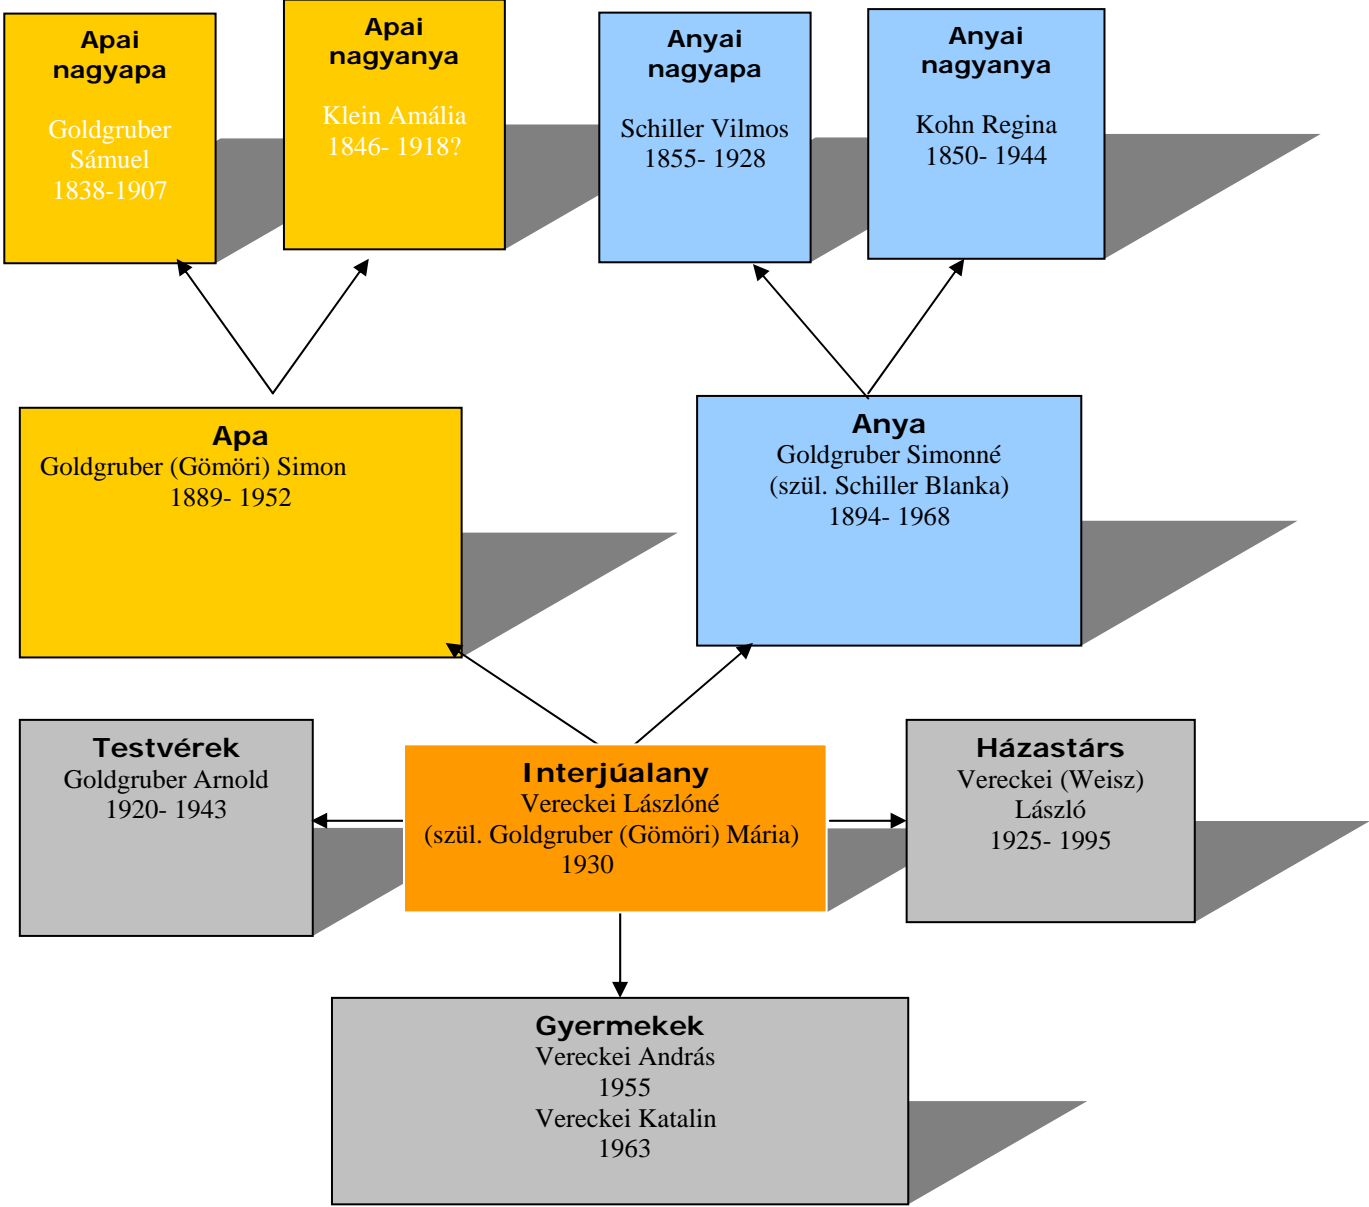 Apai
nagyapa
Goldgruber
Sámuel
1838-1907
Apai
nagyanya
Klein Amália
1846- 1918?
Anyai
nagyapa
Schiller Vilmos
1855- 1928
Anyai
nagyanya
Kohn Regina
1850- 1944
Apa
Goldgruber (Gömöri) Simon
1889- 1952
Anya
Goldgruber Simonné
(szül. Schiller Blanka)
1894- 1968
Testvérek
Goldgruber Arnold
1920- 1943
Interjúalany
Vereckei Lászlóné
(szül. Goldgruber (Gömöri) Mária)
1930
Házastárs
Vereckei (Weisz)
László
1925- 1995
Gyermekek
Vereckei András
1955
Vereckei Katalin
1963